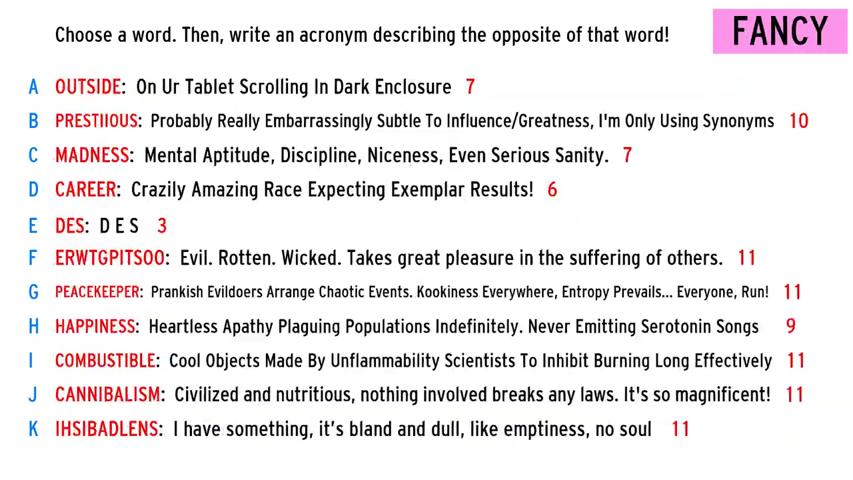 Choose a word. Then, write an acronym describing the opposite of that word!
FANCY
A OUTSIDE: On Ur Tablet Scrolling In Dark Enclosure 7
B PRESTIIOUS: Probably Really Embarrassingly Subtle To Influence/Greatness, I'm Only Using Synonyms 10
C MADNESS: Mental Aptitude, Discipline, Niceness, Even Serious Sanity. 7
D CAREER: Crazily Amazing Race Expecting Exemplar Results! 6
E DES: D E S 3
F ERWTGPITSOO: Evil. Rotten. Wicked. Takes great pleasure in the suffering of others. 11
G PEACEKEEPER: Prankish Evildoers Arrange Chaotic Events. Kookiness Everywhere, Entropy Prevails... Everyone, Run! 11
H HAPPINESS: Heartless Apathy Plaguing Populations Indefinitely. Never Emitting Serotonin Songs 9
I COMBUSTIBLE: Cool Objects Made By Unflammability Scientists To Inhibit Burning Long Effectively 11
J CANNIBALISM: Civilized and nutritious, nothing involved breaks any laws. It's so magnificent! 11
K IHSIBADLENS: I have something, it's bland and dull, like emptiness, no soul 11